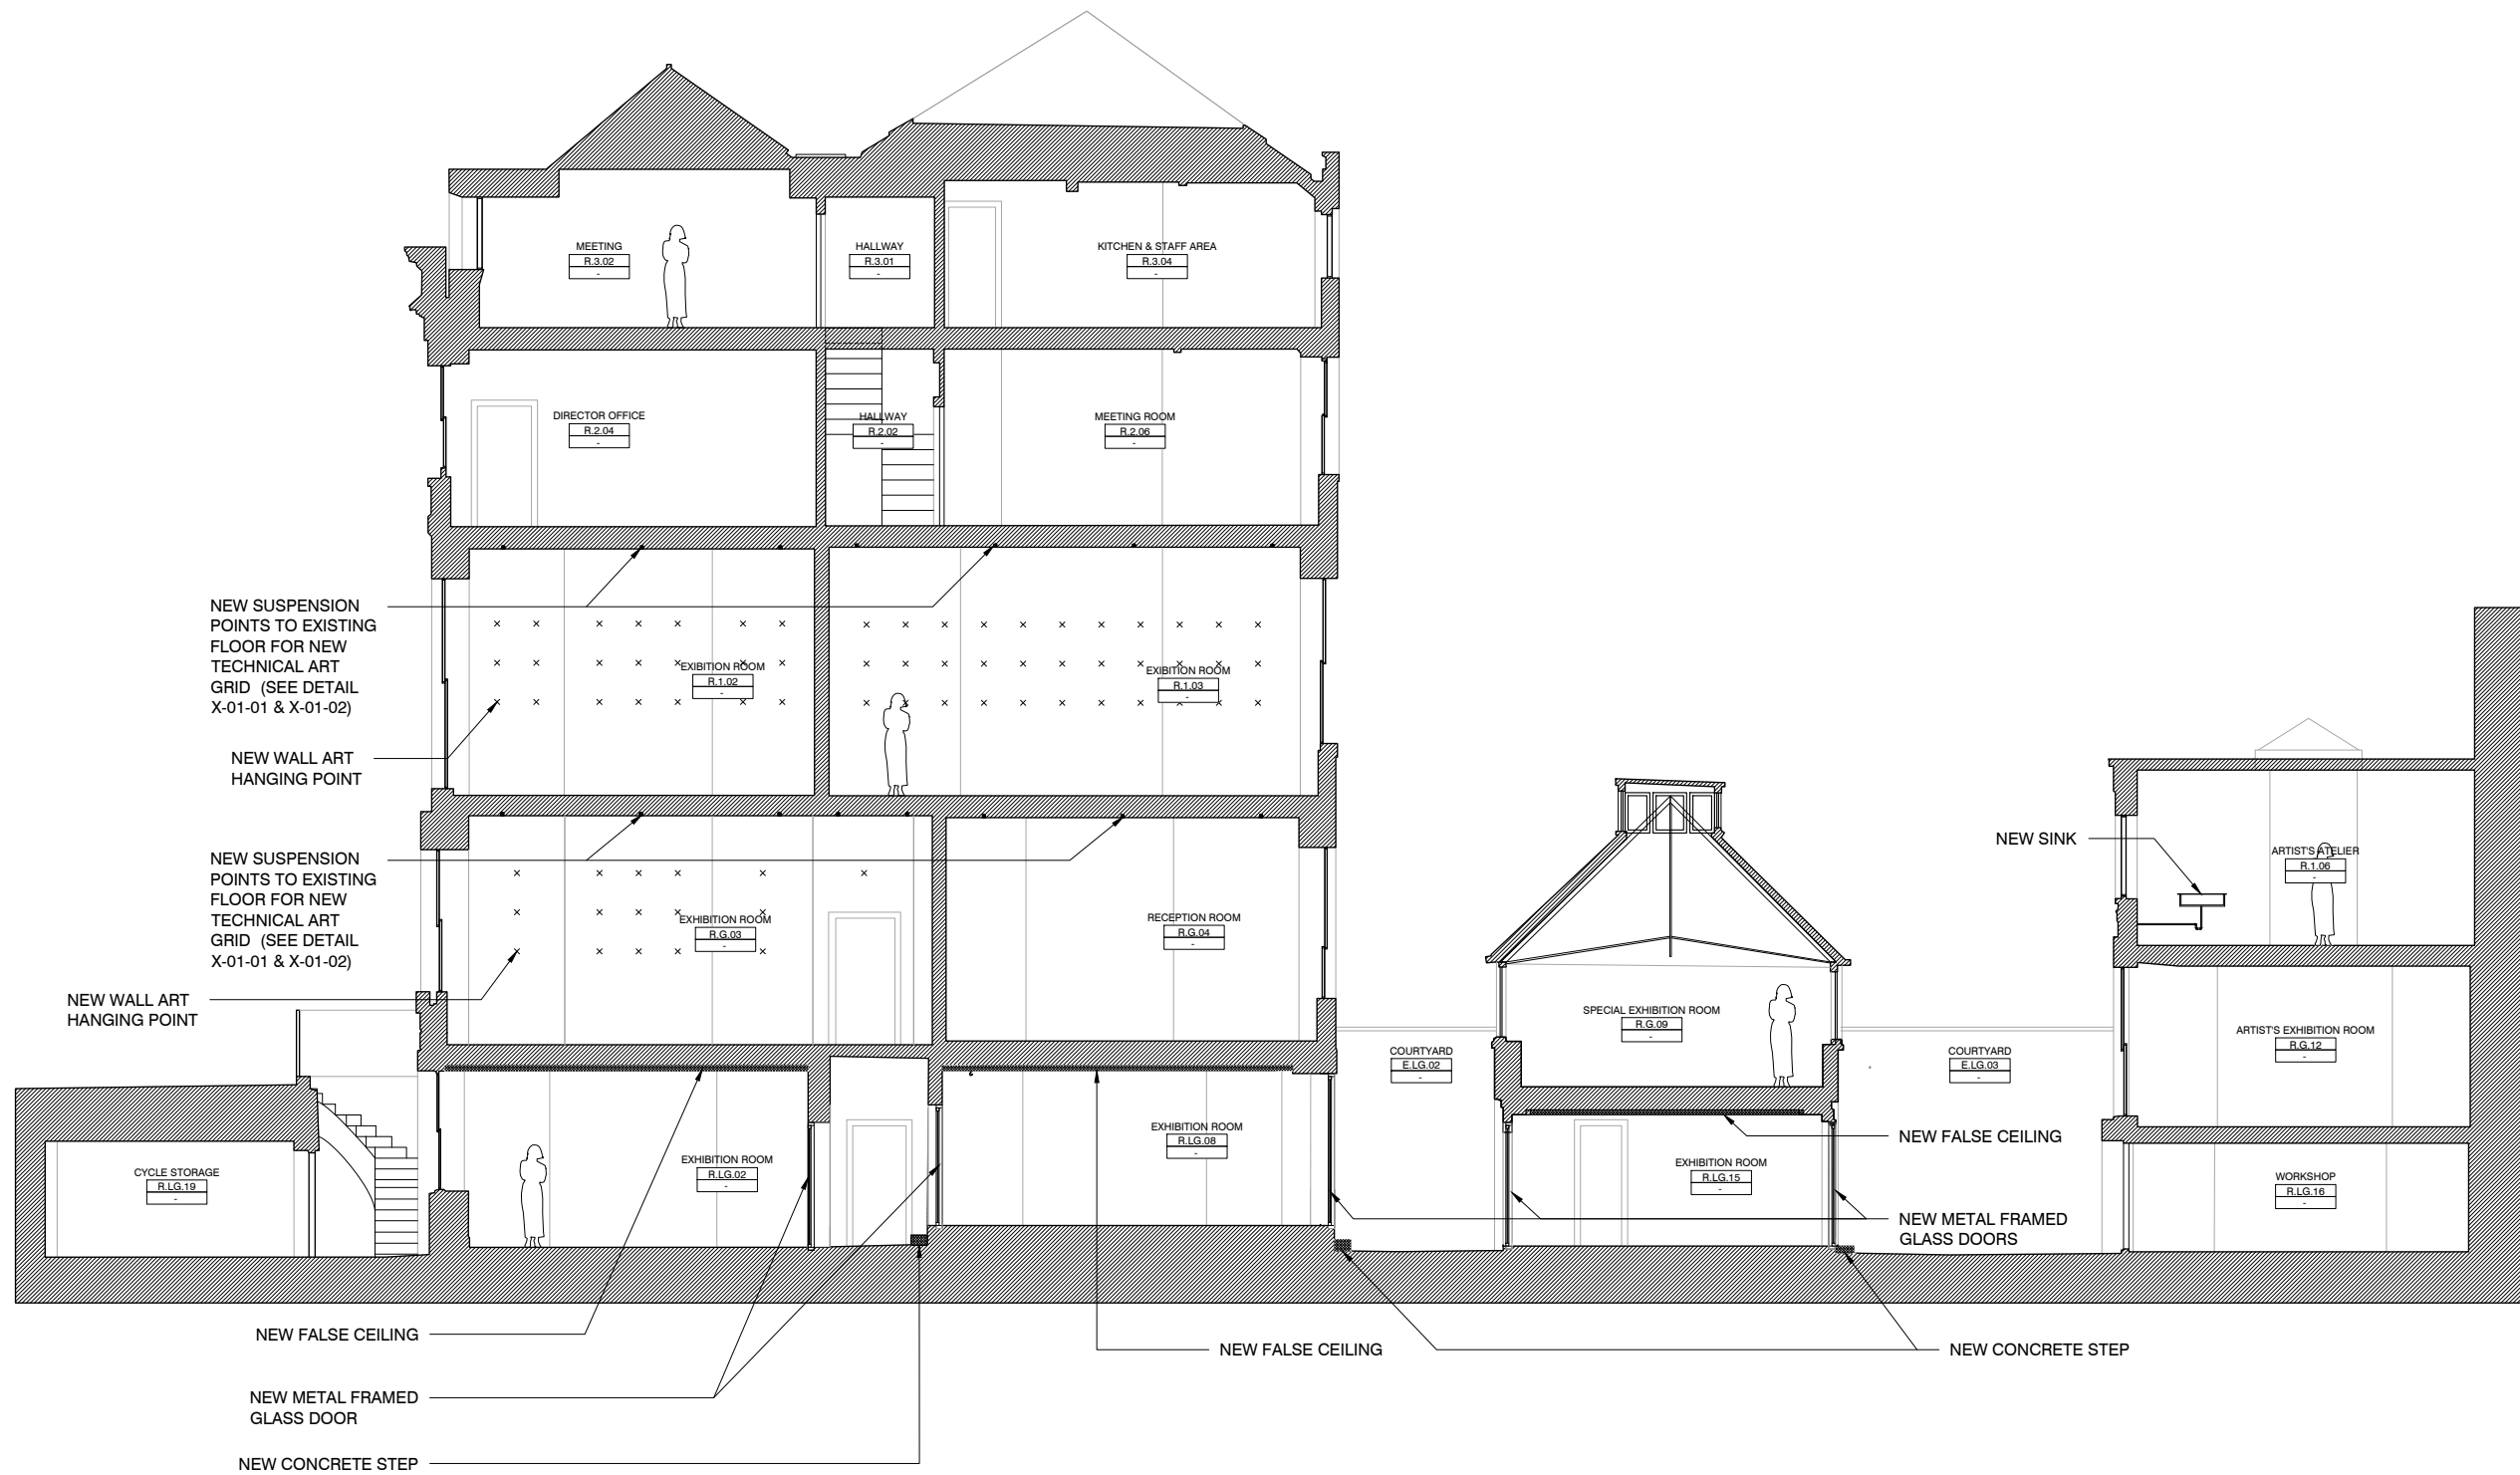 MEETING
R.3.02
-
HALLWAY
R.3.01
-
KITCHEN & STAFF AREA
R.3.04
-
DIRECTOR OFFICE
R.2.04
-
HALLWAY
R.2.02
-
MEETING ROOM
R.2.06
-
NEW SUSPENSION
POINTS TO EXISTING
FLOOR FOR NEW
TECHNICAL ART
GRID (SEE DETAIL
X-01-01 & X-01-02)
EXIBITION ROOM
R.1.02
-
EXIBITION ROOM
R.1.03
-
NEW WALL ART
HANGING POINT
NEW SUSPENSION
POINTS TO EXISTING
FLOOR FOR NEW
TECHNICAL ART
GRID (SEE DETAIL
X-01-01 & X-01-02)
EXHIBITION ROOM
R.G.03
-
RECEPTION ROOM
R.G.04
-
NEW SINK
ARTIST'S ATELIER
R.1.06
-
NEW WALL ART
HANGING POINT
SPECIAL EXHIBITION ROOM
R.G.09
-
COURTYARD
E.LG.02
-
COURTYARD
E.LG.03
-
ARTIST'S EXHIBITION ROOM
R.G.12
-
CYCLE STORAGE
R.LG.19
-
EXHIBITION ROOM
R.LG.02
-
EXHIBITION ROOM
R.LG.08
-
EXHIBITION ROOM
R.LG.15
-
NEW FALSE CEILING
WORKSHOP
R.LG.16
-
NEW METAL FRAMED
GLASS DOORS
NEW FALSE CEILING
NEW FALSE CEILING
NEW CONCRETE STEP
NEW METAL FRAMED
GLASS DOOR
NEW CONCRETE STEP